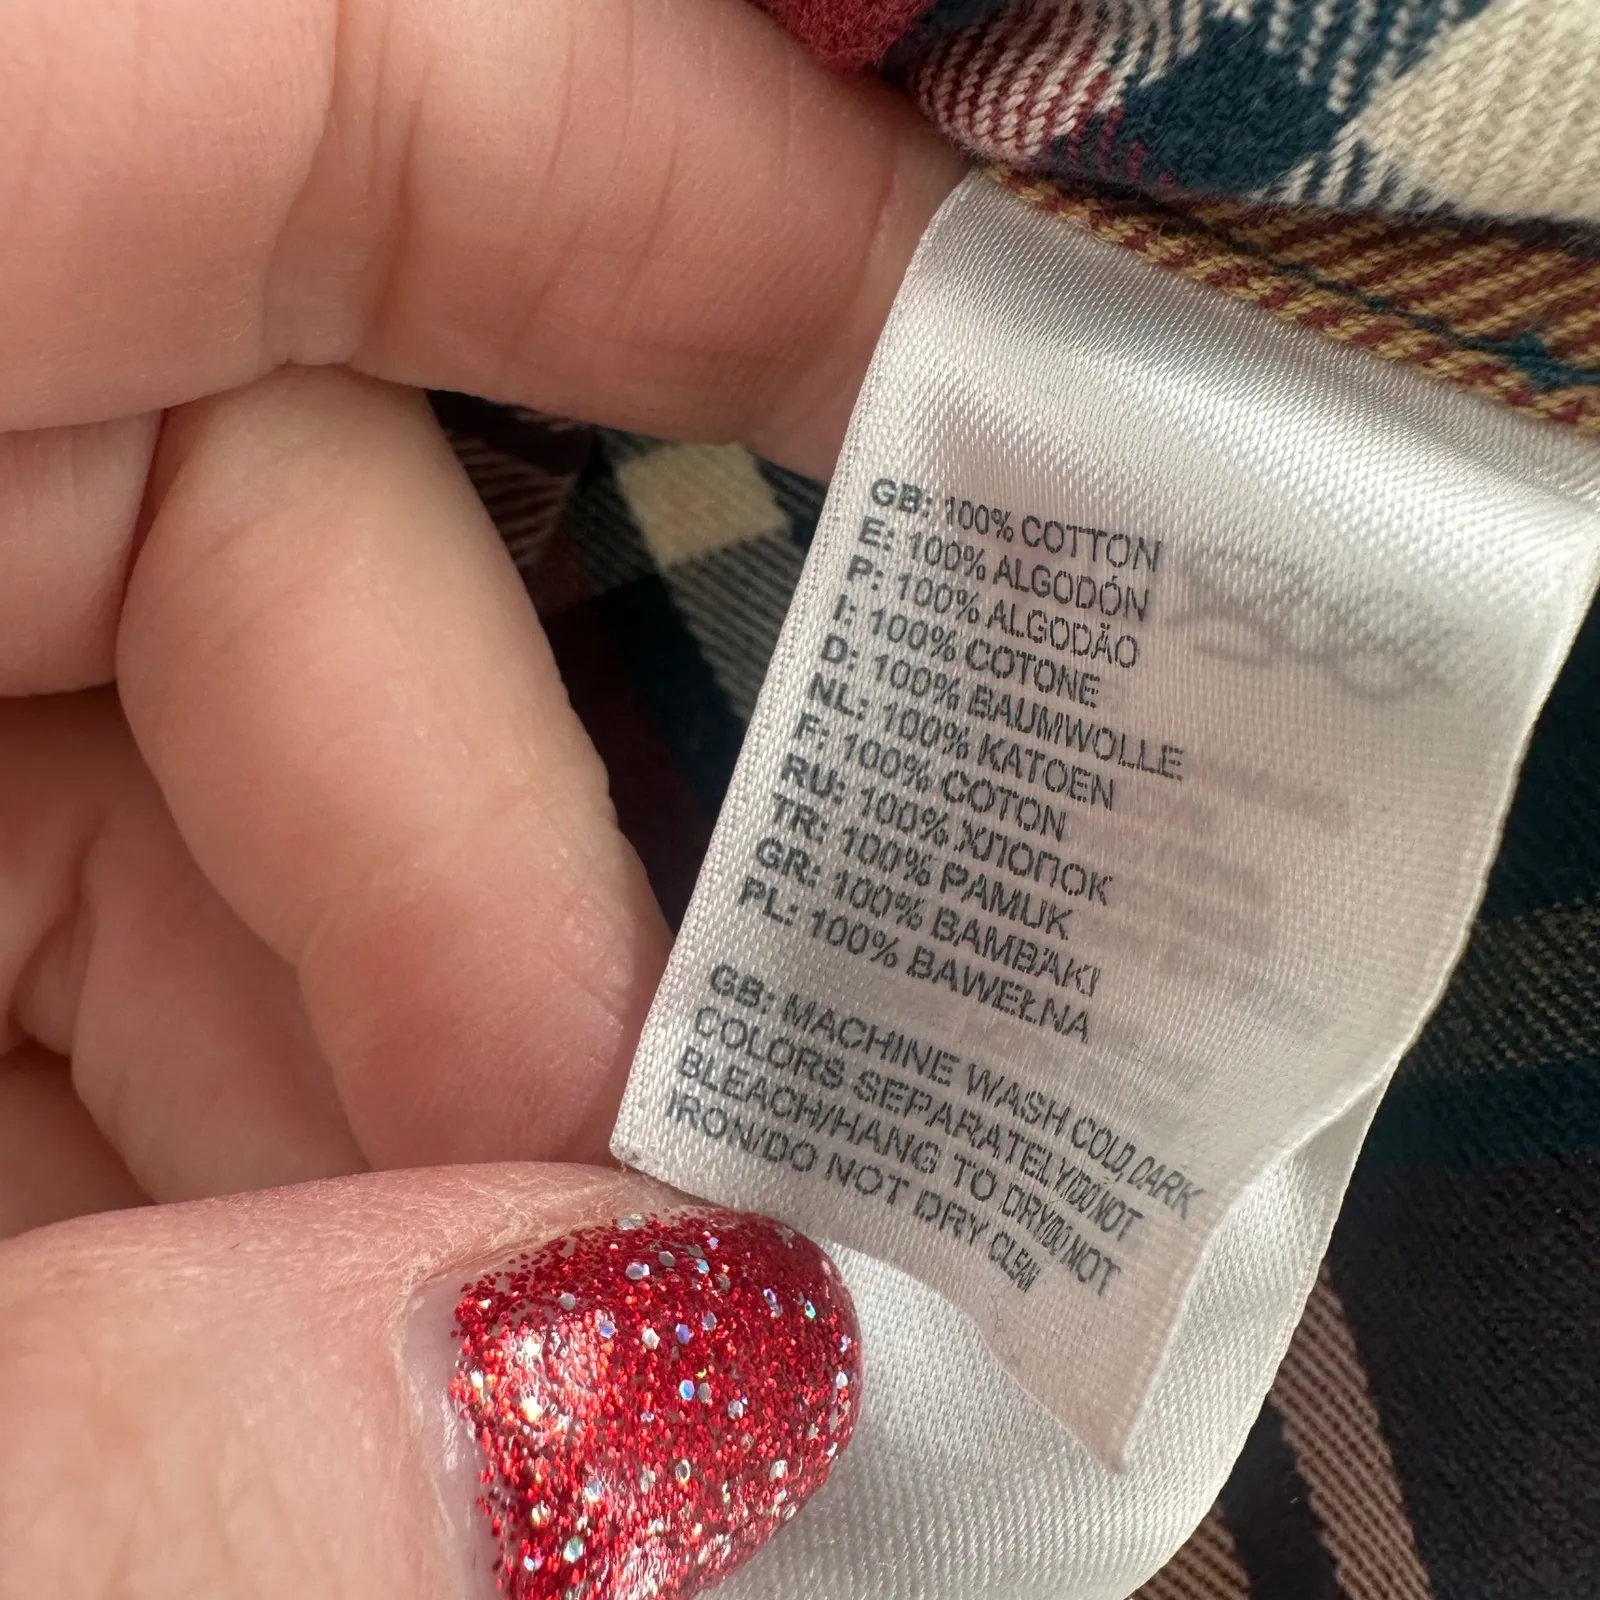 GB: 100% COTTON
E: 100% ALGODÓN
P: 100% ALGODÃO
I: 100% COTONE
D: 100% BAUMWOLLE
NL: 100% KATOEN
F: 100% COTON
RU: 100% ХЛОПОК
TR: 100% PAMUK
GR: 100% BAMBAKI
PL: 100% BAWEŁNA
GB: MACHINE WASH COLD, DARK
COLORS SEPARATELY/DO NOT
BLEACH/HANG TO DRY/DO NOT
IRON/DO NOT DRY CLEAN